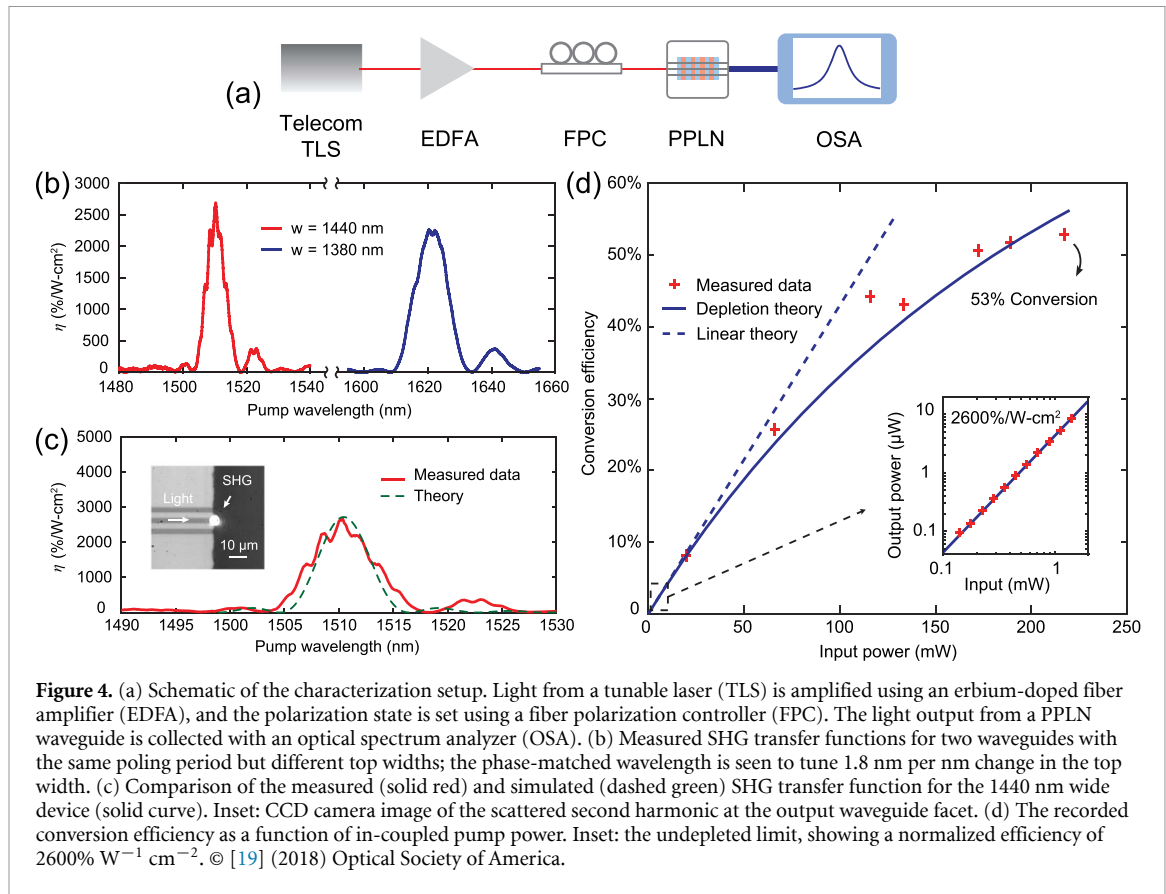 (a)
Telecom
TLS
EDFA
FPC
PPLN
OSA
(b)
3000
2500
2000
1500
1000
500
0
η (%/W-cm²)
w = 1440 nm
w = 1380 nm
1480
1500
1520
1540
1600
1620
1640
1660
Pump wavelength (nm)
(c)
5000
4000
3000
2000
1000
0
η (%/W-cm²)
SHG
Light
10 μm
Measured data
Theory
1490
1495
1500
1505
1510
1515
1520
1525
1530
Pump wavelength (nm)
(d)
60%
50%
40%
30%
20%
10%
0
Conversion efficiency
Measured data
Depletion theory
Linear theory
53% Conversion
2600%/W-cm²
10
1
0.1
Output power (μW)
0.1
1
Input (mW)
0
50
100
150
200
250
Input power (mW)
Figure 4. (a) Schematic of the characterization setup. Light from a tunable laser (TLS) is amplified using an erbium-doped fiber
amplifier (EDFA), and the polarization state is set using a fiber polarization controller (FPC). The light output from a PPLN
waveguide is collected with an optical spectrum analyzer (OSA). (b) Measured SHG transfer functions for two waveguides with
the same poling period but different top widths; the phase-matched wavelength is seen to tune 1.8 nm per nm change in the top
width. (c) Comparison of the measured (solid red) and simulated (dashed green) SHG transfer function for the 1440 nm wide
device (solid curve). Inset: CCD camera image of the scattered second harmonic at the output waveguide facet. (d) The recorded
conversion efficiency as a function of in-coupled pump power. Inset: the undepleted limit, showing a normalized efficiency of
2600% W⁻¹ cm⁻². © [19] (2018) Optical Society of America.